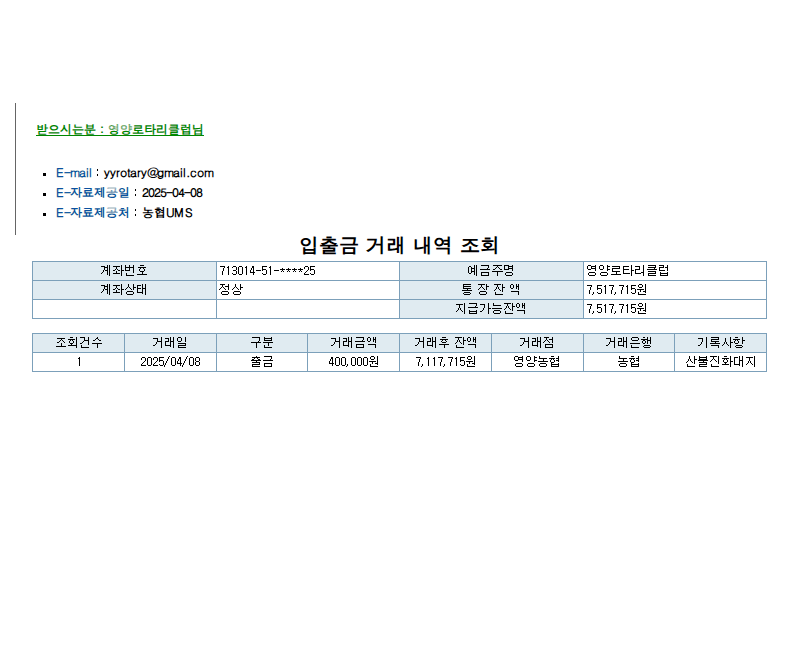 받으시는분 : 영양로타리클럽님
E-mail : yyrotary@gmail.com
E-자료제공일 : 2025-04-08
E-자료제공처 : 농협UMS
입출금 거래 내역 조회
계좌번호 713014-51-****25 예금주명 영양로타리클럽
계좌상태 정상 통 장 잔 액 7,517,715원
지급가능잔액 7,517,715원
조회건수 거래일 구분 거래금액 거래후 잔액 거래점 거래은행 기록사항
1 2025/04/08 출금 400,000원 7,117,715원 영양농협 농협 산불진화대지